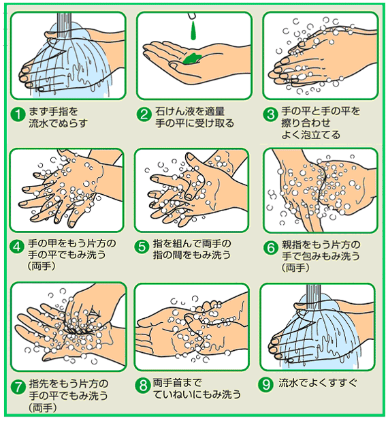 1 まず手指を
流水でぬらす
2 石けん液を適量
手の平に受け取る
3 手の平と手の平を
擦り合わせ
よく泡立てる
4 手の甲をもう片方の
手の平でもみ洗う
(両手)
5 指を組んで両手の
指の間をもみ洗う
6 親指をもう片方の
手で包みもみ洗う
(両手)
7 指先をもう片方の
手の平でもみ洗う
(両手)
8 両手首まで
ていねいにもみ洗う
9 流水でよくすすぐ